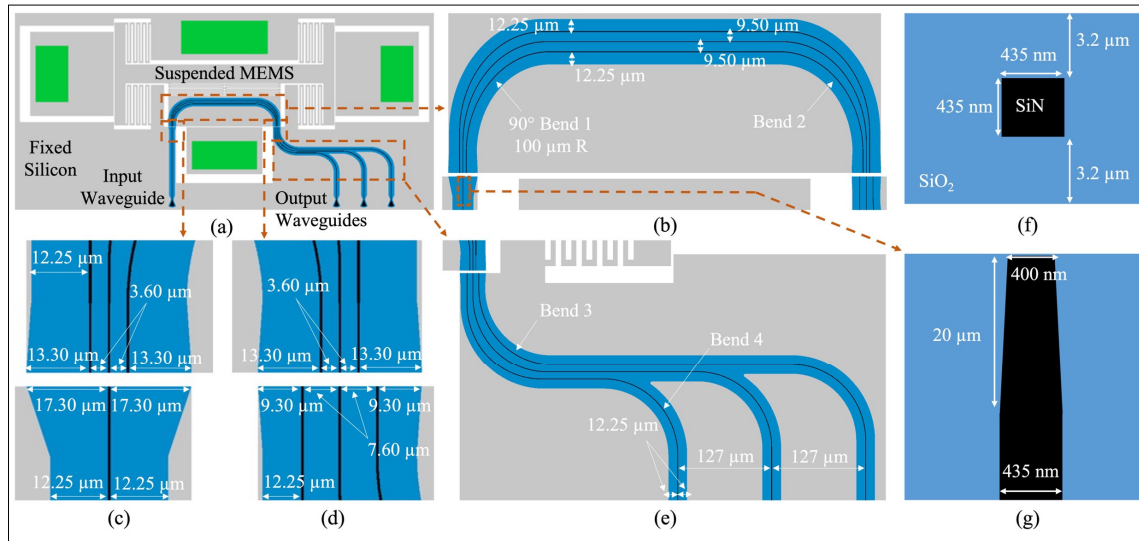 Suspended MEMS
Fixed
Silicon
Input
Waveguide
Output
Waveguides
(a)
12.25 µm
9.50 µm
9.50 µm
12.25 µm
90° Bend 1
100 µm R
Bend 2
(b)
435 nm
3.2 µm
435 nm
SiN
3.2 µm
SiO2
(f)
12.25 µm
3.60 µm
13.30 µm
13.30 µm
17.30 µm
17.30 µm
12.25 µm
12.25 µm
(c)
3.60 µm
13.30 µm
13.30 µm
9.30 µm
9.30 µm
7.60 µm
12.25 µm
(d)
Bend 3
Bend 4
12.25 µm
127 µm
127 µm
(e)
400 nm
20 µm
435 nm
(g)